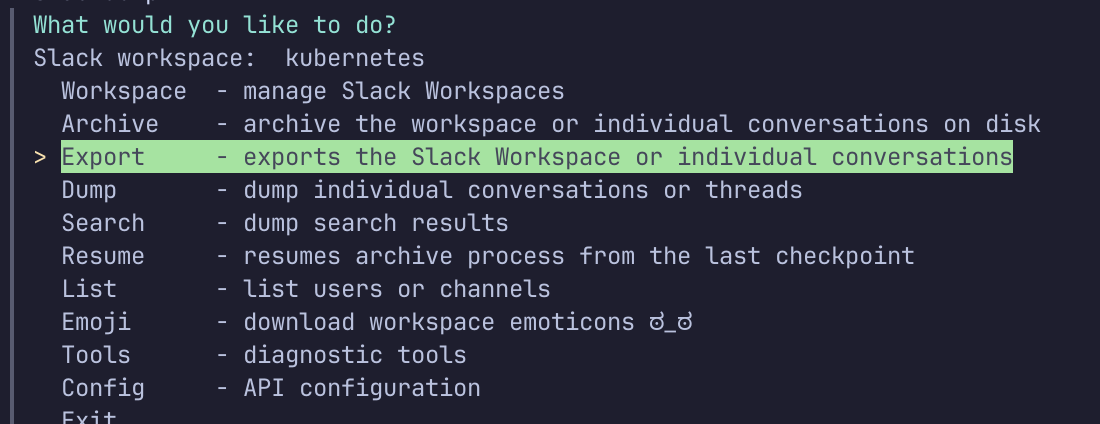 What would you like to do?
Slack workspace:  kubernetes
Workspace  - manage Slack Workspaces
Archive    - archive the workspace or individual conversations on disk
> Export     - exports the Slack Workspace or individual conversations
Dump       - dump individual conversations or threads
Search     - dump search results
Resume     - resumes archive process from the last checkpoint
List       - list users or channels
Emoji      - download workspace emoticons ಠ_ಠ
Tools      - diagnostic tools
Config     - API configuration
Exit